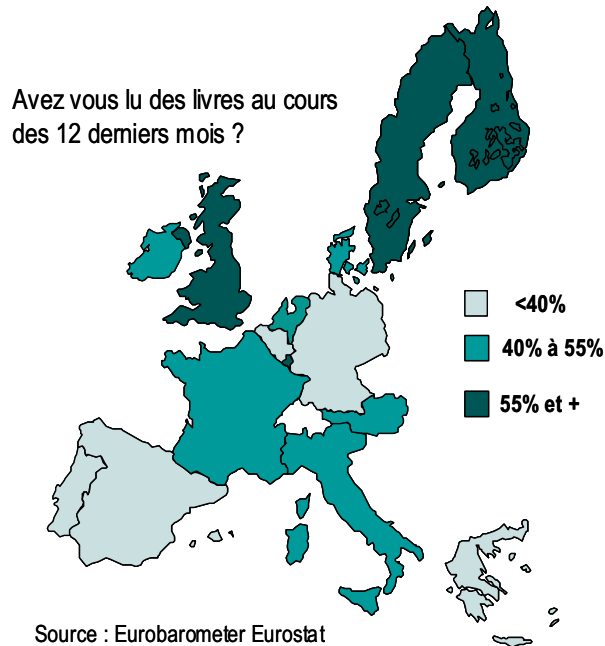 Avez vous lu des livres au cours
des 12 derniers mois ?
<40%
40% à 55%
55% et +
Source : Eurobarometer Eurostat